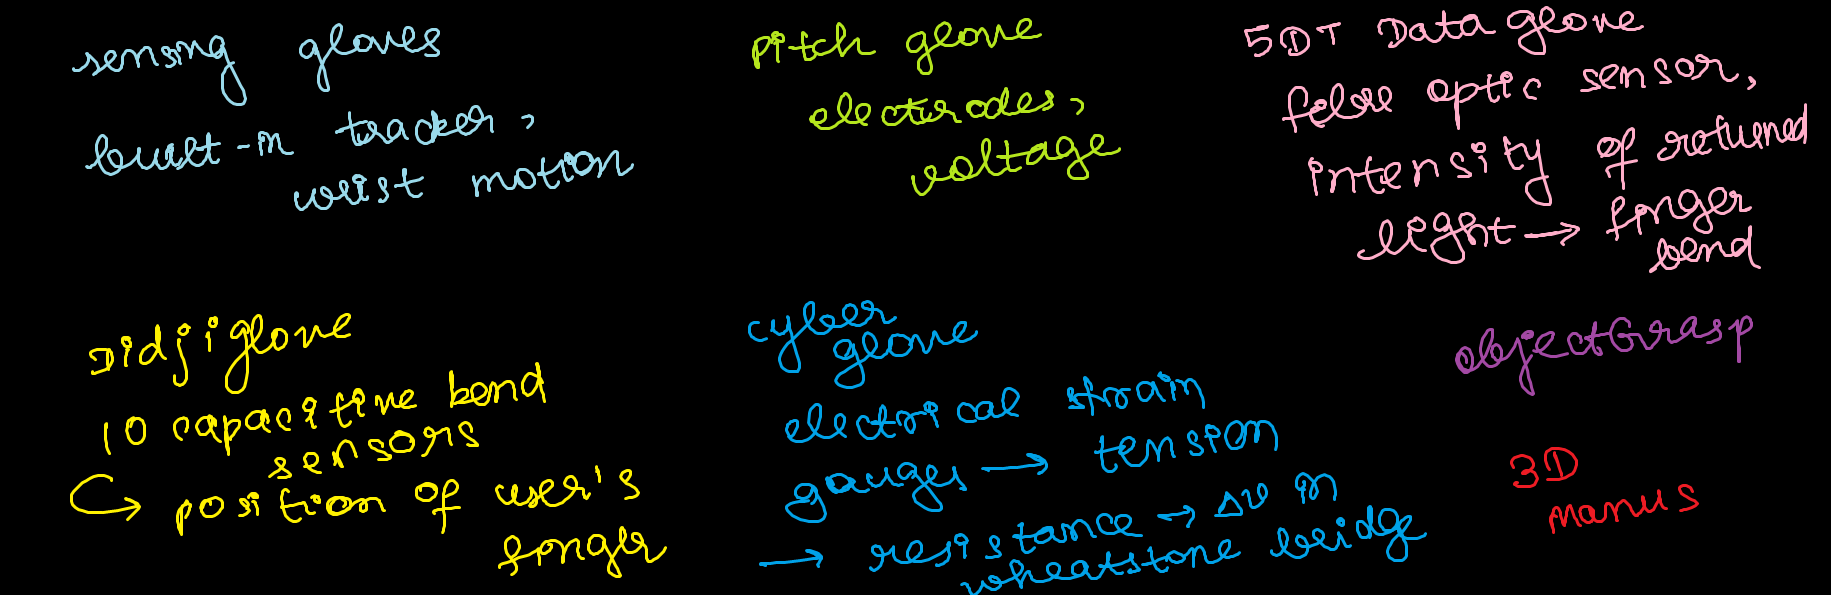 sensing gloves
built-in tracker,
wrist motion
Pitch glove
electrodes,
voltage
5DT Data glove
fibre optic sensor,
intensity of returned
light → finger
bend
Didjiglove
10 capacitive bend
sensors
↪ position of user's
finger
cyber
glove
electrical strain
gauges → tension
→ resistance → Δv in
wheatstone bridge
objectGrasp
3D
Manus